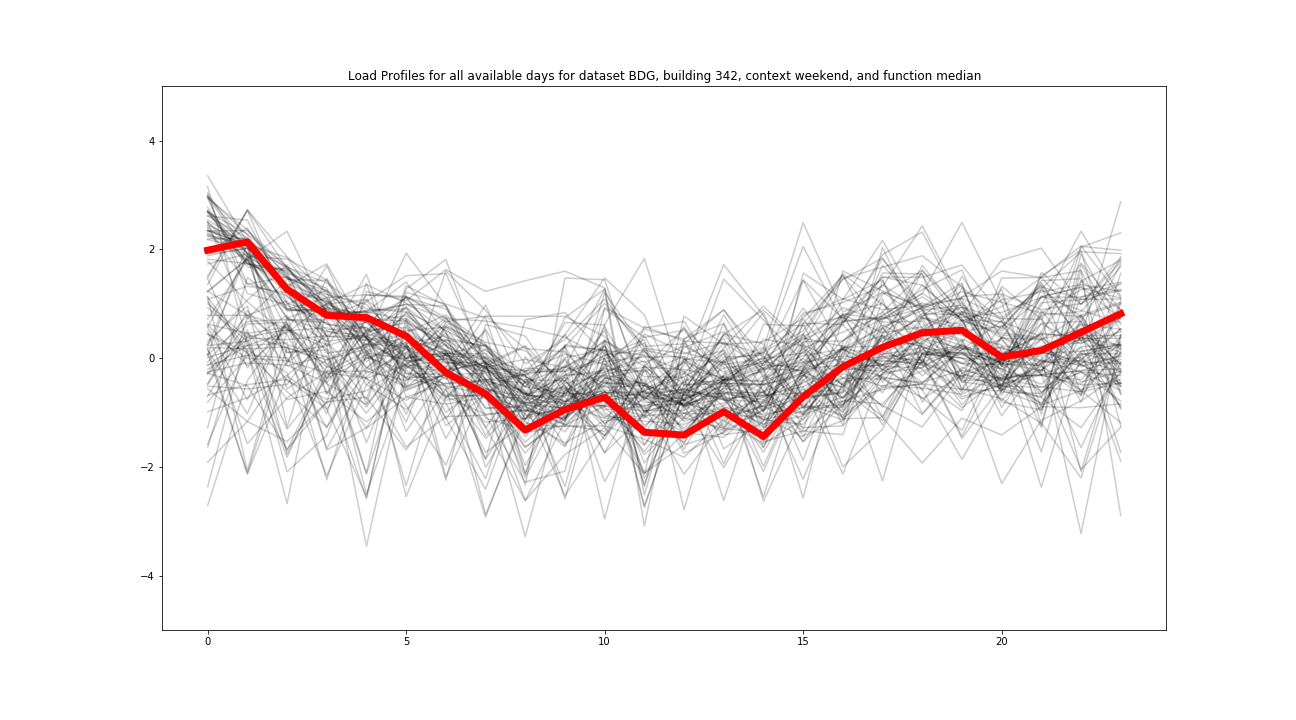 Load Profiles for all available days for dataset BDG, building 342, context weekend, and function median
4
2
0
−2
−4
0 5 10 15 20